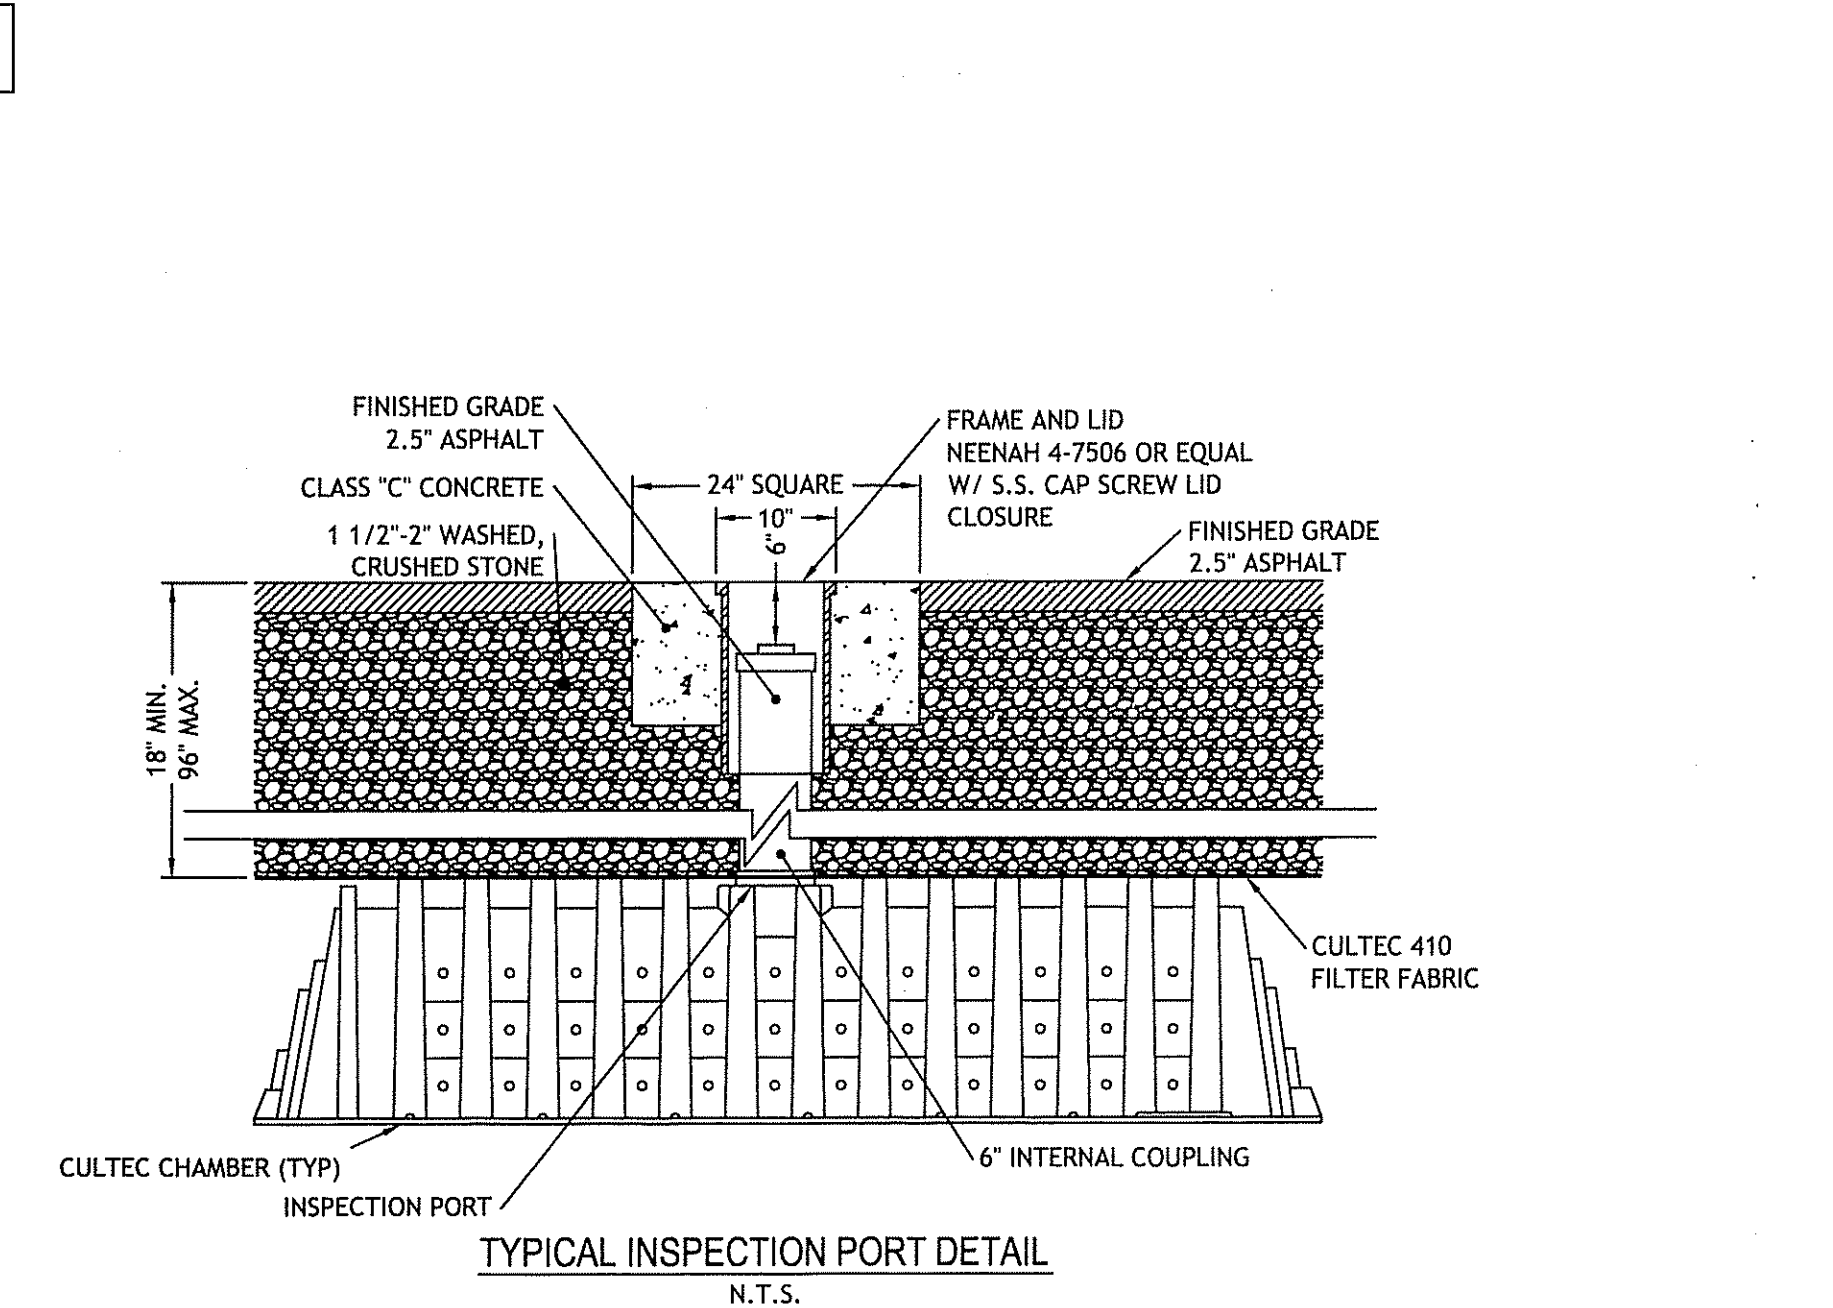 FINISHED GRADE
2.5" ASPHALT
CLASS "C" CONCRETE
1 1/2"-2" WASHED,
CRUSHED STONE
24" SQUARE
10"
6"
FRAME AND LID
NEENAH 4-7506 OR EQUAL
W/ S.S. CAP SCREW LID
CLOSURE
FINISHED GRADE
2.5" ASPHALT
18" MIN.
96" MAX.
CULTEC 410
FILTER FABRIC
CULTEC CHAMBER (TYP)
INSPECTION PORT
6" INTERNAL COUPLING
TYPICAL INSPECTION PORT DETAIL
N.T.S.